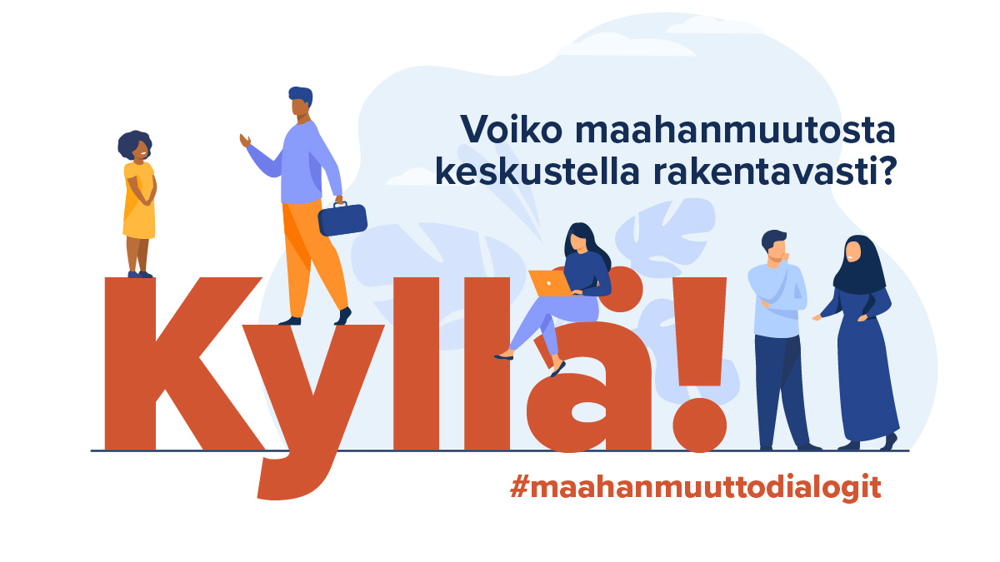 Voiko maahanmuutosta
keskustella rakentavasti?
Kyllä!
#maahanmuuttodialogit